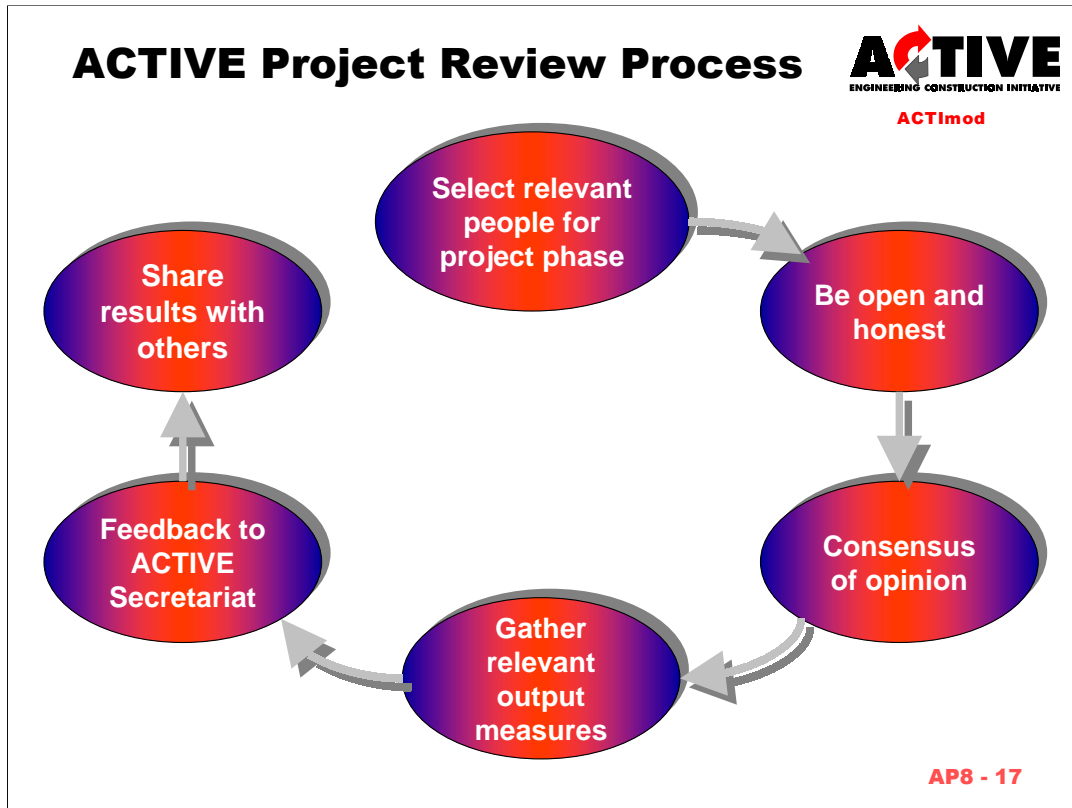 ACTIVE Project Review Process
ACTIVE
ENGINEERING CONSTRUCTION INITIATIVE
ACTImod
Select relevant
people for
project phase
Be open and
honest
Consensus
of opinion
Gather
relevant
output
measures
Feedback to
ACTIVE
Secretariat
Share
results with
others
AP8 - 17